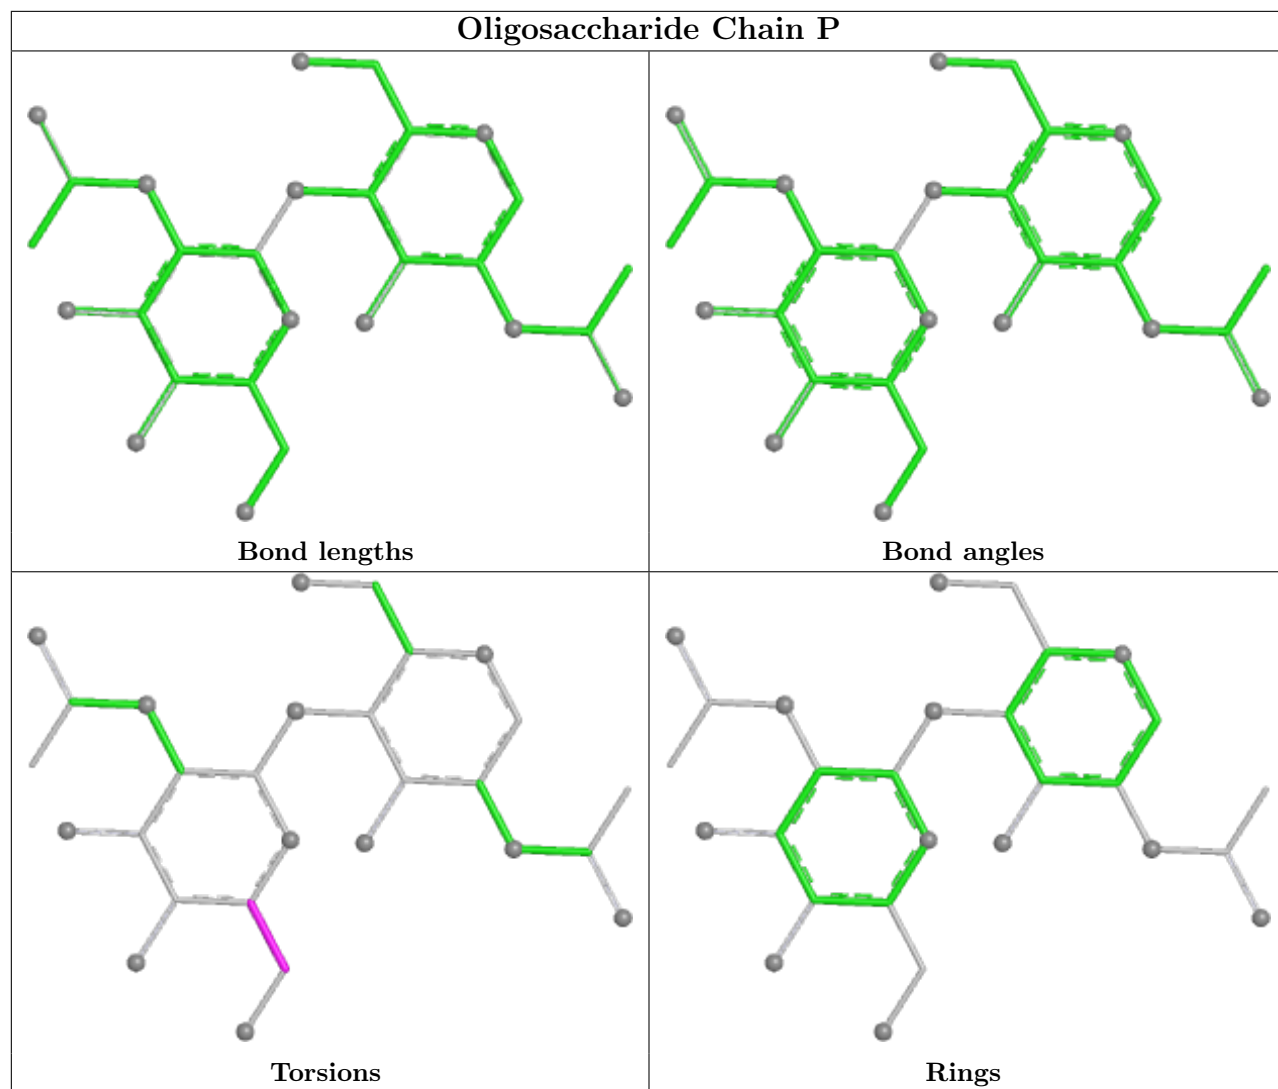 Oligosaccharide Chain P
Bond lengths
Bond angles
Torsions
Rings